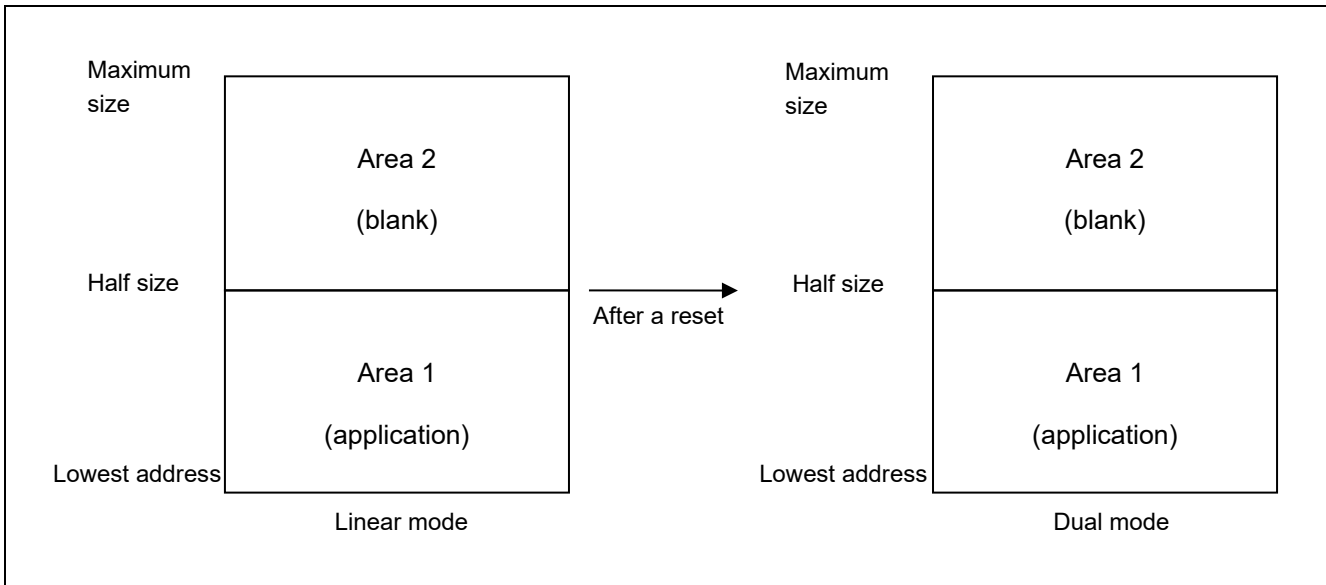 Maximum
size
Area 2
(blank)
Half size
Area 1
(application)
Lowest address
Linear mode
After a reset
Maximum
size
Area 2
(blank)
Half size
Area 1
(application)
Lowest address
Dual mode